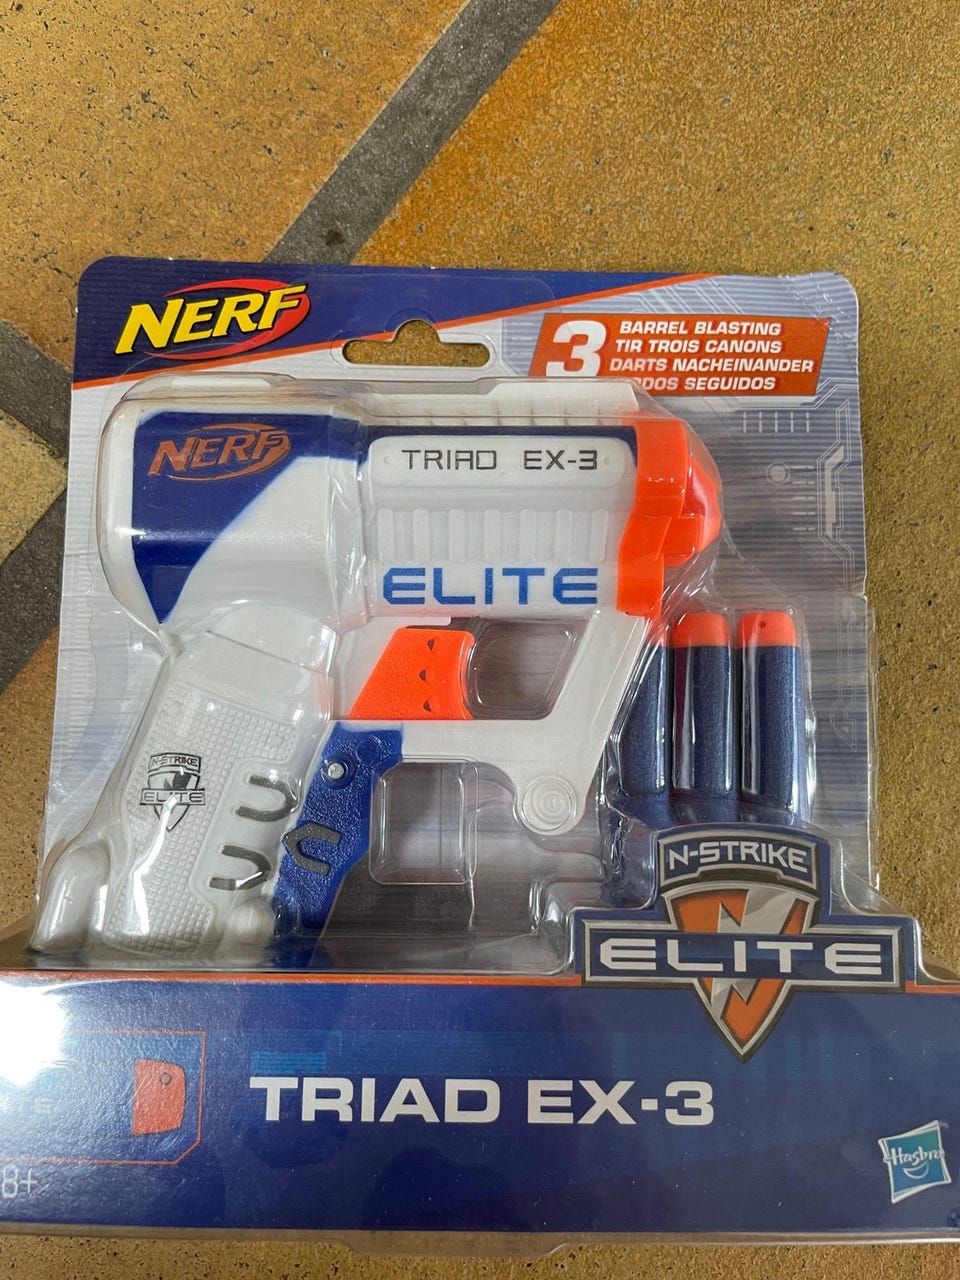 NERF
3
BARREL BLASTING
TIR TROIS CANONS
DARTS NACHEINANDER
SEGUIDOS
NERF
TRIAD EX-3
ELITE
N-STRIKE
ELITE
N-STRIKE
ELITE
TRIAD EX-3
8+
Hasbro